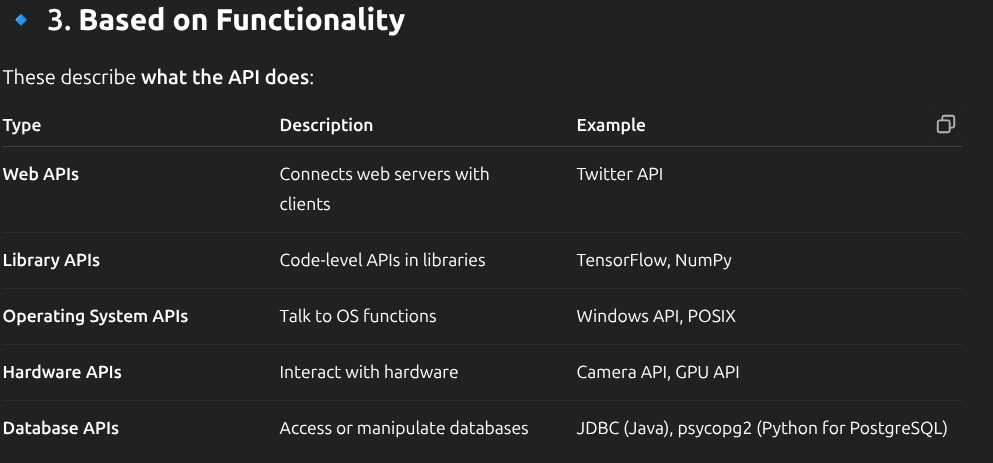 3. Based on Functionality
These describe what the API does:
Type Description Example
Web APIs Connects web servers with clients Twitter API
Library APIs Code-level APIs in libraries TensorFlow, NumPy
Operating System APIs Talk to OS functions Windows API, POSIX
Hardware APIs Interact with hardware Camera API, GPU API
Database APIs Access or manipulate databases JDBC (Java), psycopg2 (Python for PostgreSQL)